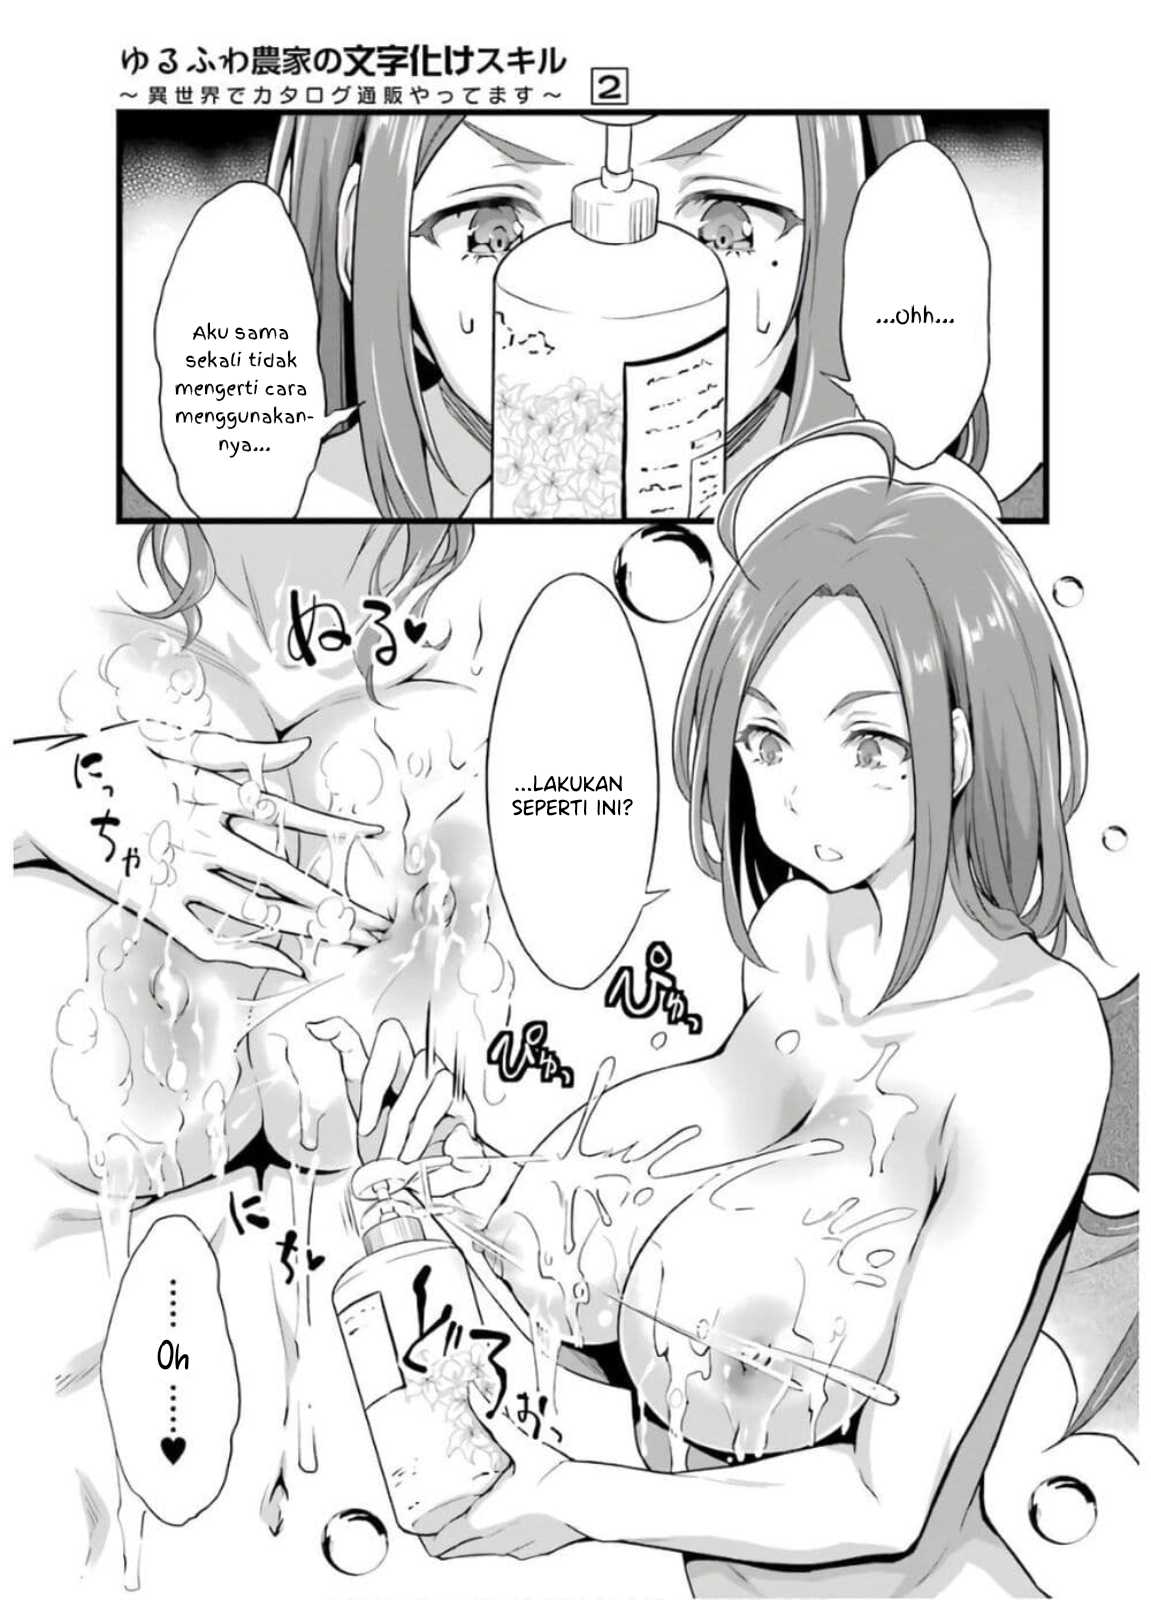 ゆるふわ農家の文字化けスキル
～異世界でカタログ通販やってます～
2
...Ohh...
Aku sama
sekali tidak
mengerti cara
menggunakan-
nya...
ぬる♥
にっちゃ
...LAKUKAN
SEPERTI INI?
ぴゅっ
ぴゅっ
にち♥
......
Oh
......
♥